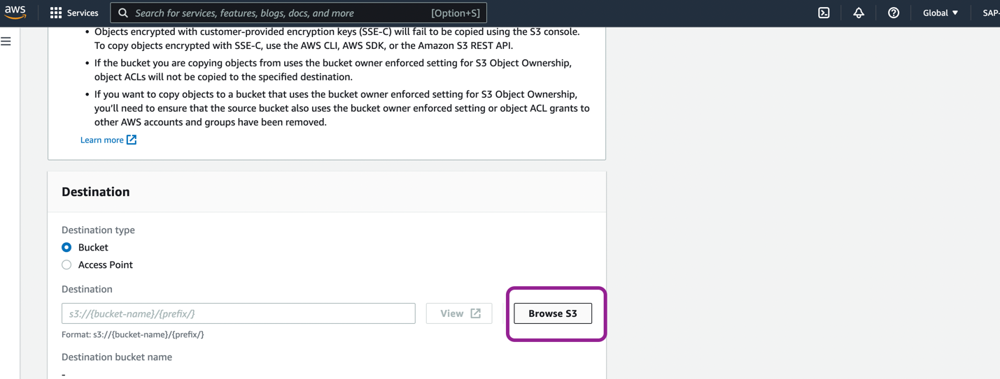 aws
Services
Search for services, features, blogs, docs, and more
[Option+S]
Global
SAP-
• Objects encrypted with customer-provided encryption keys (SSE-C) will fail to be copied using the S3 console.
To copy objects encrypted with SSE-C, use the AWS CLI, AWS SDK, or the Amazon S3 REST API.
• If the bucket you are copying objects from uses the bucket owner enforced setting for S3 Object Ownership,
object ACLs will not be copied to the specified destination.
• If you want to copy objects to a bucket that uses the bucket owner enforced setting for S3 Object Ownership,
you’ll need to ensure that the source bucket also uses the bucket owner enforced setting or object ACL grants to
other AWS accounts and groups have been removed.
Learn more
Destination
Destination type
Bucket
Access Point
Destination
s3://{bucket-name}/{prefix/}
View
Browse S3
Format: s3://{bucket-name}/{prefix/}
Destination bucket name
-